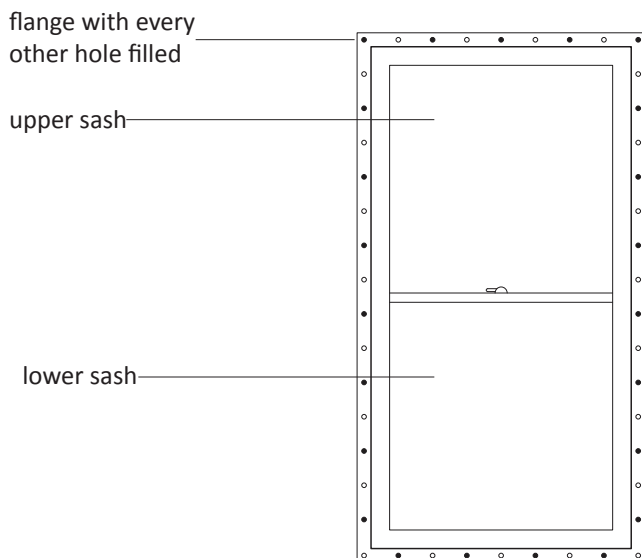 flange with every
other hole filled
upper sash
lower sash